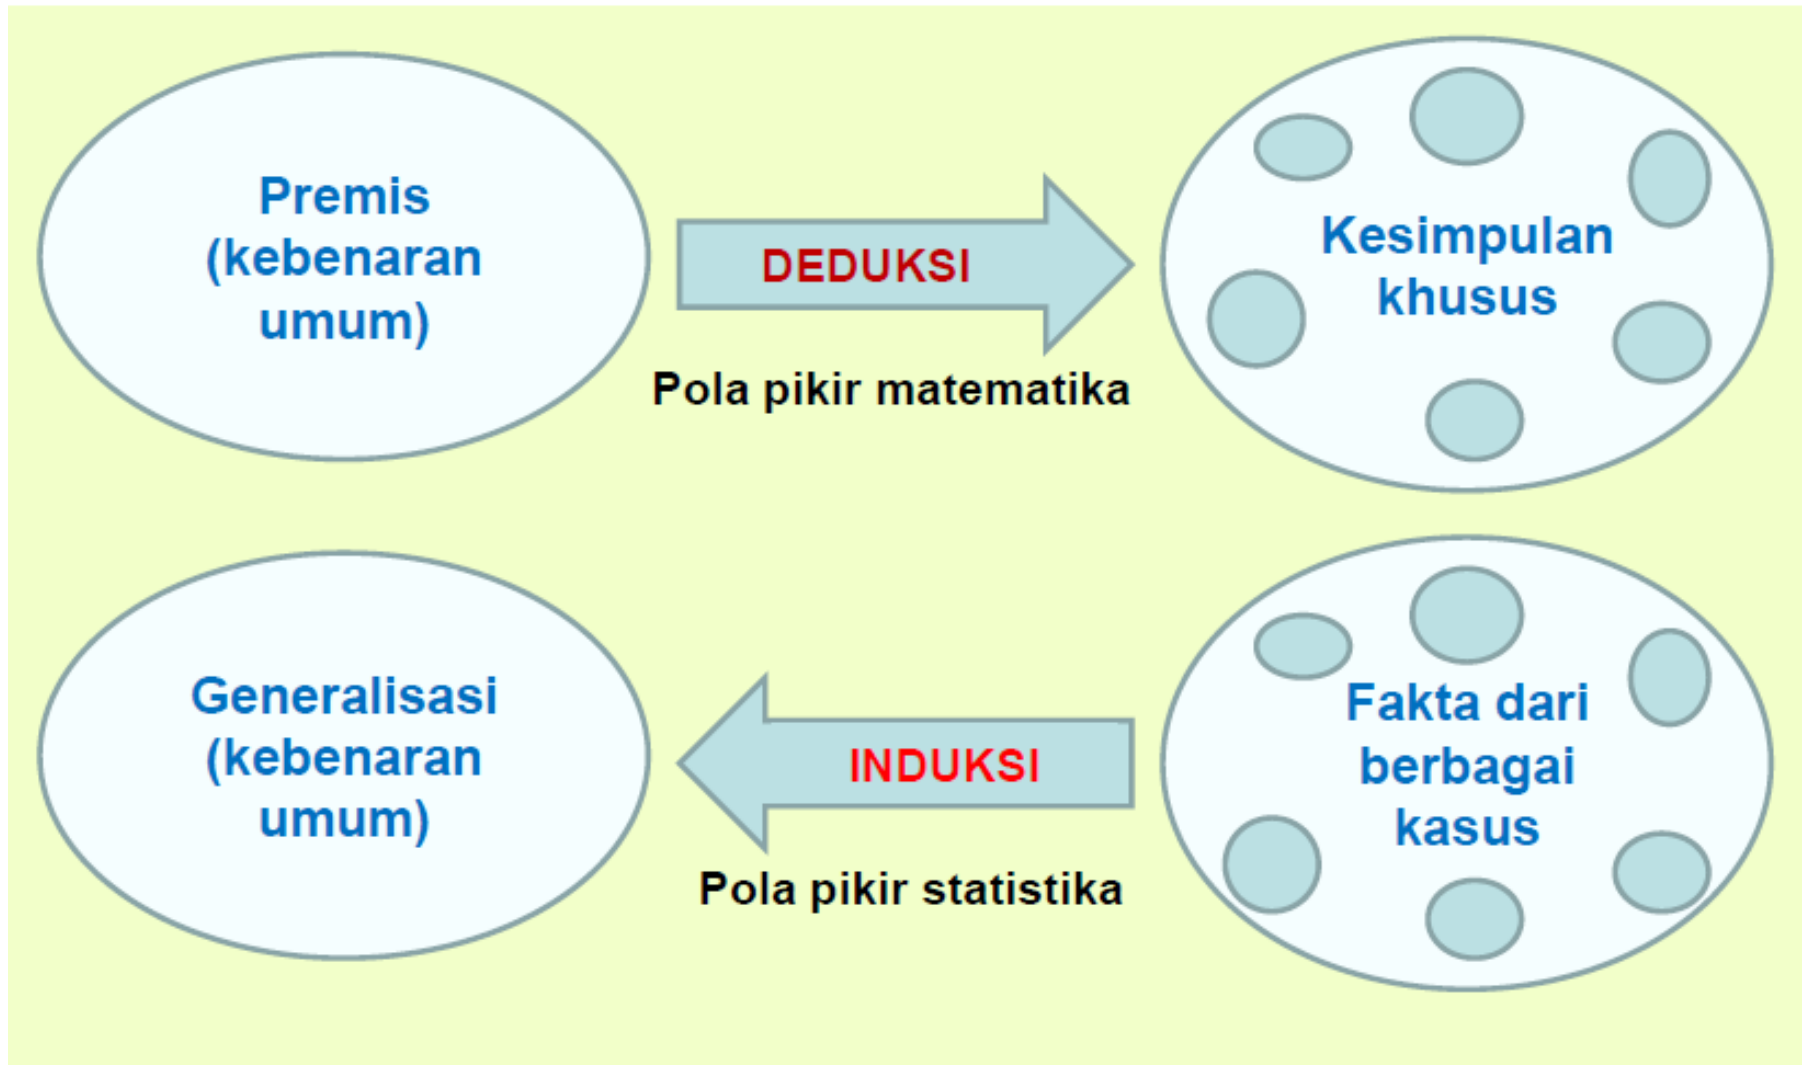 Premis
(kebenaran
umum)
DEDUKSI
Pola pikir matematika
Kesimpulan
khusus
Generalisasi
(kebenaran
umum)
INDUKSI
Pola pikir statistika
Fakta dari
berbagai
kasus